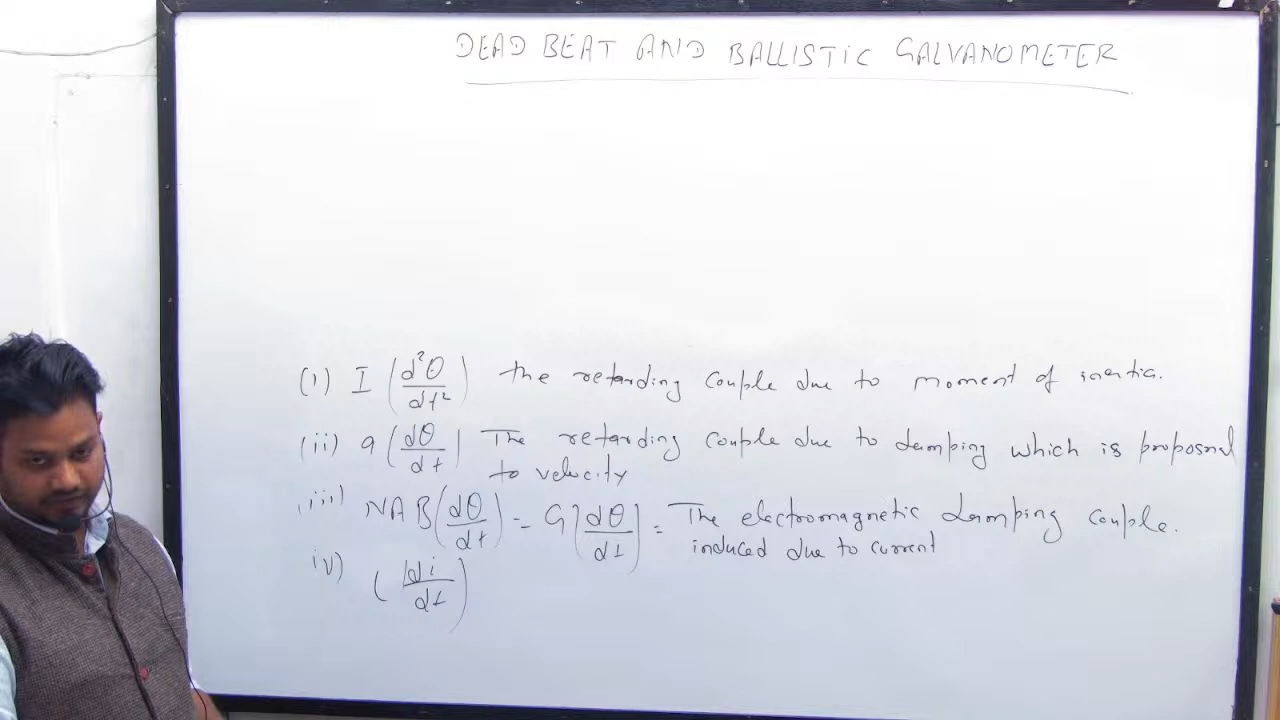 DEAD BEAT AND BALLISTIC GALVANOMETER
(i) I (d²θ/dt²) the retarding couple due to moment of inertia.
(ii) a (dθ/dt) The retarding couple due to damping which is
to velocity
(iii) NAB (dθ/dt) = G (dθ/dt) = The electromagnetic damping couple.
induced due to current
iv) (di/dt)